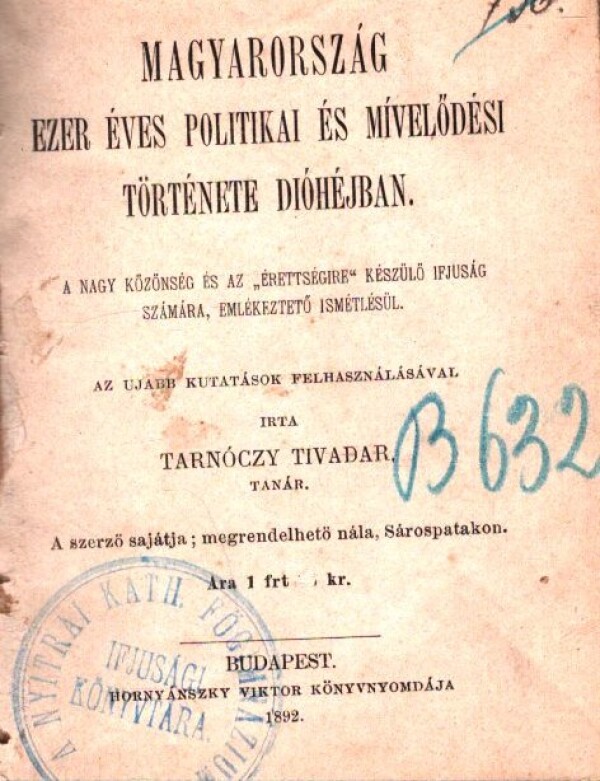 MAGYARORSZÁG
EZER ÉVES POLITIKAI ÉS MÍVELŐDÉSI
TÖRTÉNETE DIÓHÉJBAN.
A NAGY KÖZÖNSÉG ÉS AZ „ÉRETTSÉGIRE“ KÉSZÜLŐ IFJUSÁG
SZÁMÁRA, EMLÉKEZTETŐ ISMÉTLÉSÜL.
AZ UJABB KUTATÁSOK FELHASZNÁLÁSÁVAL
IRTA
TARNÓCZY TIVADAR,
TANÁR.
B 632
A szerző sajátja; megrendelhető nála, Sárospatakon.
Ára 1 frt kr.
A NYITRAI KATH. FŐGIMNÁZIUM
IFJUSÁGI
KÖNYVTÁRA.
BUDAPEST.
HORNYÁNSZKY VIKTOR KÖNYVNYOMDÁJA
1892.